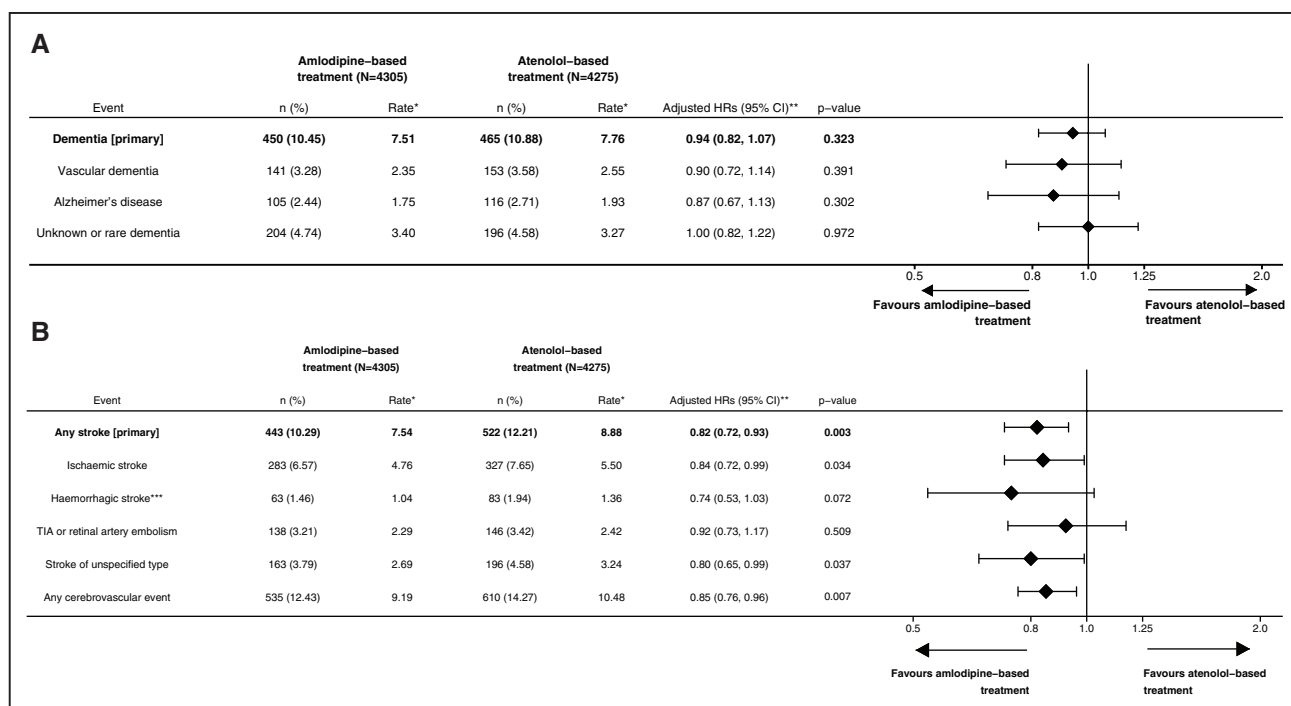 A
Amlodipine−based
treatment (N=4305)
Atenolol−based
treatment (N=4275)
Event n (%) Rate* n (%) Rate* Adjusted HRs (95% CI)** p−value
Dementia [primary] 450 (10.45) 7.51 465 (10.88) 7.76 0.94 (0.82, 1.07) 0.323
Vascular dementia 141 (3.28) 2.35 153 (3.58) 2.55 0.90 (0.72, 1.14) 0.391
Alzheimer's disease 105 (2.44) 1.75 116 (2.71) 1.93 0.87 (0.67, 1.13) 0.302
Unknown or rare dementia 204 (4.74) 3.40 196 (4.58) 3.27 1.00 (0.82, 1.22) 0.972
0.5 0.8 1.0 1.25 2.0
Favours amlodipine−based
treatment
Favours atenolol−based
treatment
B
Amlodipine−based
treatment (N=4305)
Atenolol−based
treatment (N=4275)
Event n (%) Rate* n (%) Rate* Adjusted HRs (95% CI)** p−value
Any stroke [primary] 443 (10.29) 7.54 522 (12.21) 8.88 0.82 (0.72, 0.93) 0.003
Ischaemic stroke 283 (6.57) 4.76 327 (7.65) 5.50 0.84 (0.72, 0.99) 0.034
Haemorrhagic stroke*** 63 (1.46) 1.04 83 (1.94) 1.36 0.74 (0.53, 1.03) 0.072
TIA or retinal artery embolism 138 (3.21) 2.29 146 (3.42) 2.42 0.92 (0.73, 1.17) 0.509
Stroke of unspecified type 163 (3.79) 2.69 196 (4.58) 3.24 0.80 (0.65, 0.99) 0.037
Any cerebrovascular event 535 (12.43) 9.19 610 (14.27) 10.48 0.85 (0.76, 0.96) 0.007
0.5 0.8 1.0 1.25 2.0
Favours amlodipine−based
treatment
Favours atenolol−based
treatment